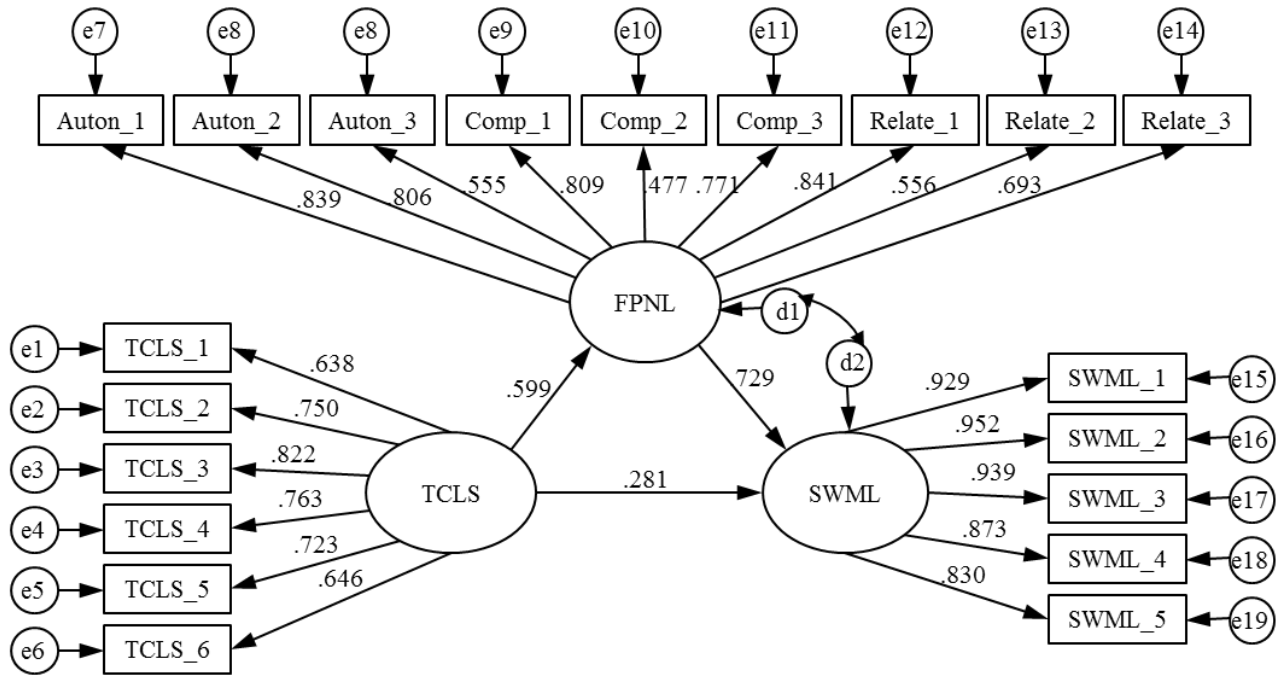 e7 e8 e8 e9 e10 e11 e12 e13 e14
Auton_1 Auton_2 Auton_3 Comp_1 Comp_2 Comp_3 Relate_1 Relate_2 Relate_3
.839 .806 .555 .809 .477 .771 .841 .556 .693
FPNL
d1
d2
e1 TCLS_1
e2 TCLS_2
e3 TCLS_3
e4 TCLS_4
e5 TCLS_5
e6 TCLS_6
.638
.750
.822
.763
.723
.646
TCLS
.599
729
.281
SWML
.929
.952
.939
.873
.830
SWML_1 e15
SWML_2 e16
SWML_3 e17
SWML_4 e18
SWML_5 e19